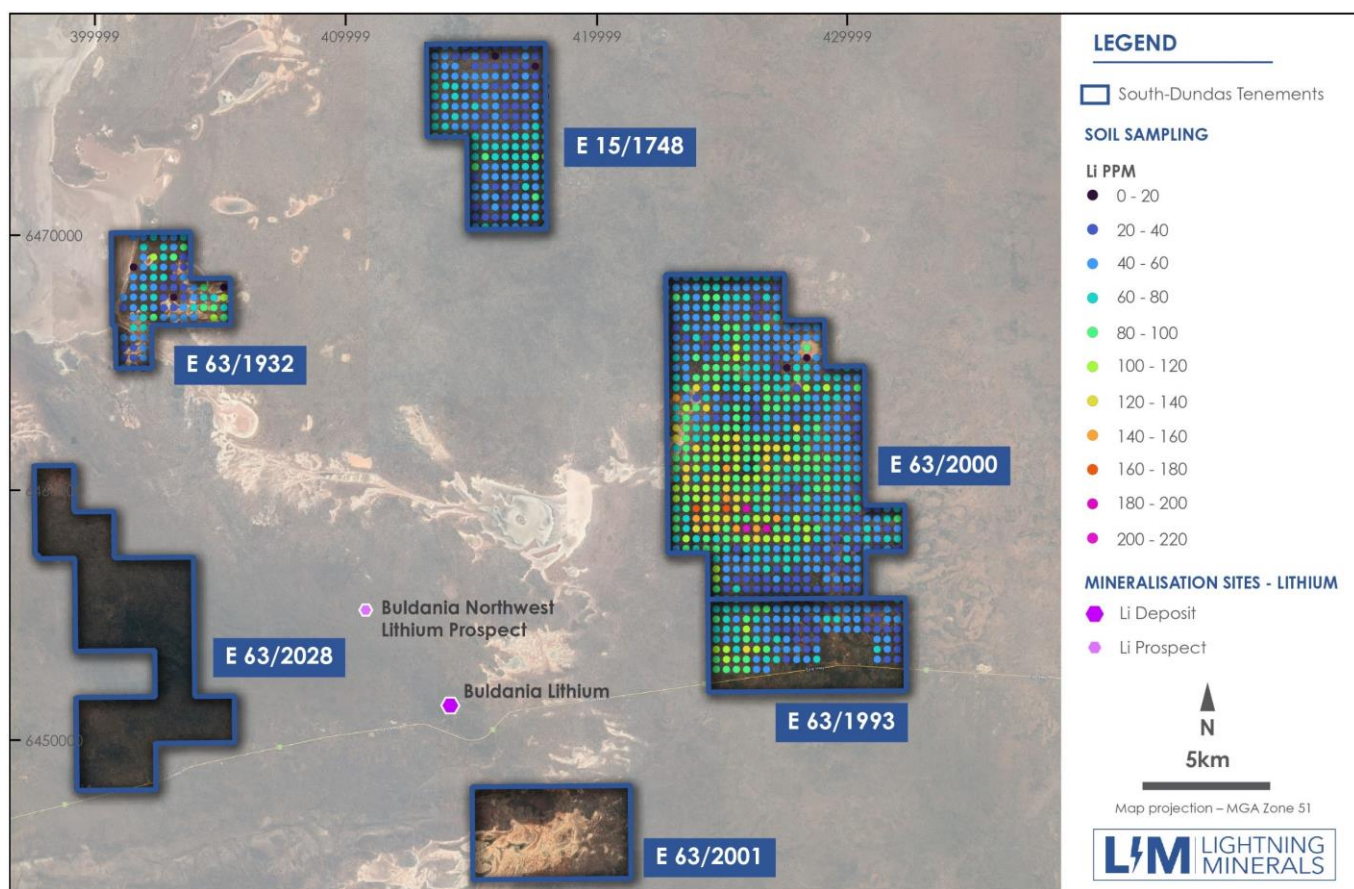 399999
409999
419999
429999
6470000
6450000
E 15/1748
E 63/1932
E 63/2000
Buldania Northwest
Lithium Prospect
E 63/2028
Buldania Lithium
E 63/1993
E 63/2001
LEGEND
South-Dundas Tenements
SOIL SAMPLING
Li PPM
0 - 20
20 - 40
40 - 60
60 - 80
80 - 100
100 - 120
120 - 140
140 - 160
160 - 180
180 - 200
200 - 220
MINERALISATION SITES - LITHIUM
Li Deposit
Li Prospect
N
5km
Map projection – MGA Zone 51
LM LIGHTNING
MINERALS